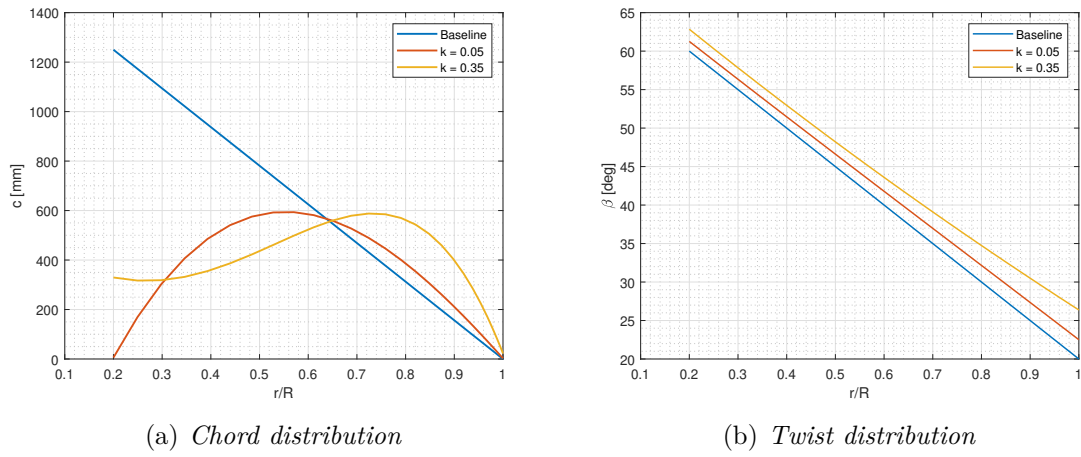 1400
1200
1000
800
600
400
200
0
c [mm]
0.1 0.2 0.3 0.4 0.5 0.6 0.7 0.8 0.9 1
r/R
Baseline
k = 0.05
k = 0.35
(a) Chord distribution
65
60
55
50
45
40
35
30
25
20
β [deg]
0.1 0.2 0.3 0.4 0.5 0.6 0.7 0.8 0.9 1
r/R
Baseline
k = 0.05
k = 0.35
(b) Twist distribution